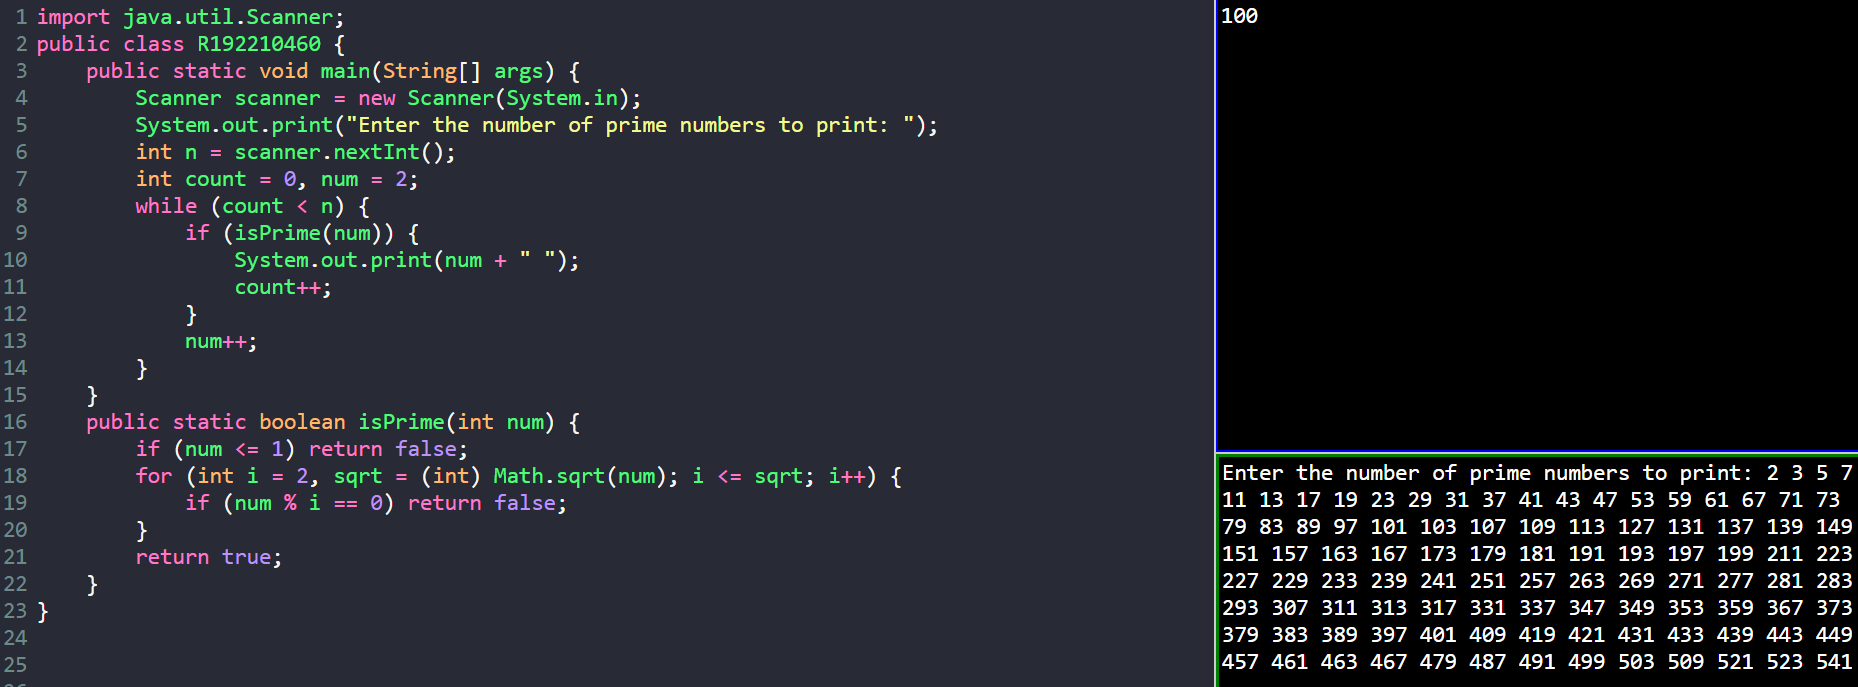 1 import java.util.Scanner;
2 public class R192210460 {
3     public static void main(String[] args) {
4         Scanner scanner = new Scanner(System.in);
5         System.out.print("Enter the number of prime numbers to print: ");
6         int n = scanner.nextInt();
7         int count = 0, num = 2;
8         while (count < n) {
9             if (isPrime(num)) {
10                 System.out.print(num + " ");
11                 count++;
12             }
13             num++;
14         }
15     }
16     public static boolean isPrime(int num) {
17         if (num <= 1) return false;
18         for (int i = 2, sqrt = (int) Math.sqrt(num); i <= sqrt; i++) {
19             if (num % i == 0) return false;
20         }
21         return true;
22     }
23 }
24
25
100
Enter the number of prime numbers to print: 2 3 5 7
11 13 17 19 23 29 31 37 41 43 47 53 59 61 67 71 73
79 83 89 97 101 103 107 109 113 127 131 137 139 149
151 157 163 167 173 179 181 191 193 197 199 211 223
227 229 233 239 241 251 257 263 269 271 277 281 283
293 307 311 313 317 331 337 347 349 353 359 367 373
379 383 389 397 401 409 419 421 431 433 439 443 449
457 461 463 467 479 487 491 499 503 509 521 523 541